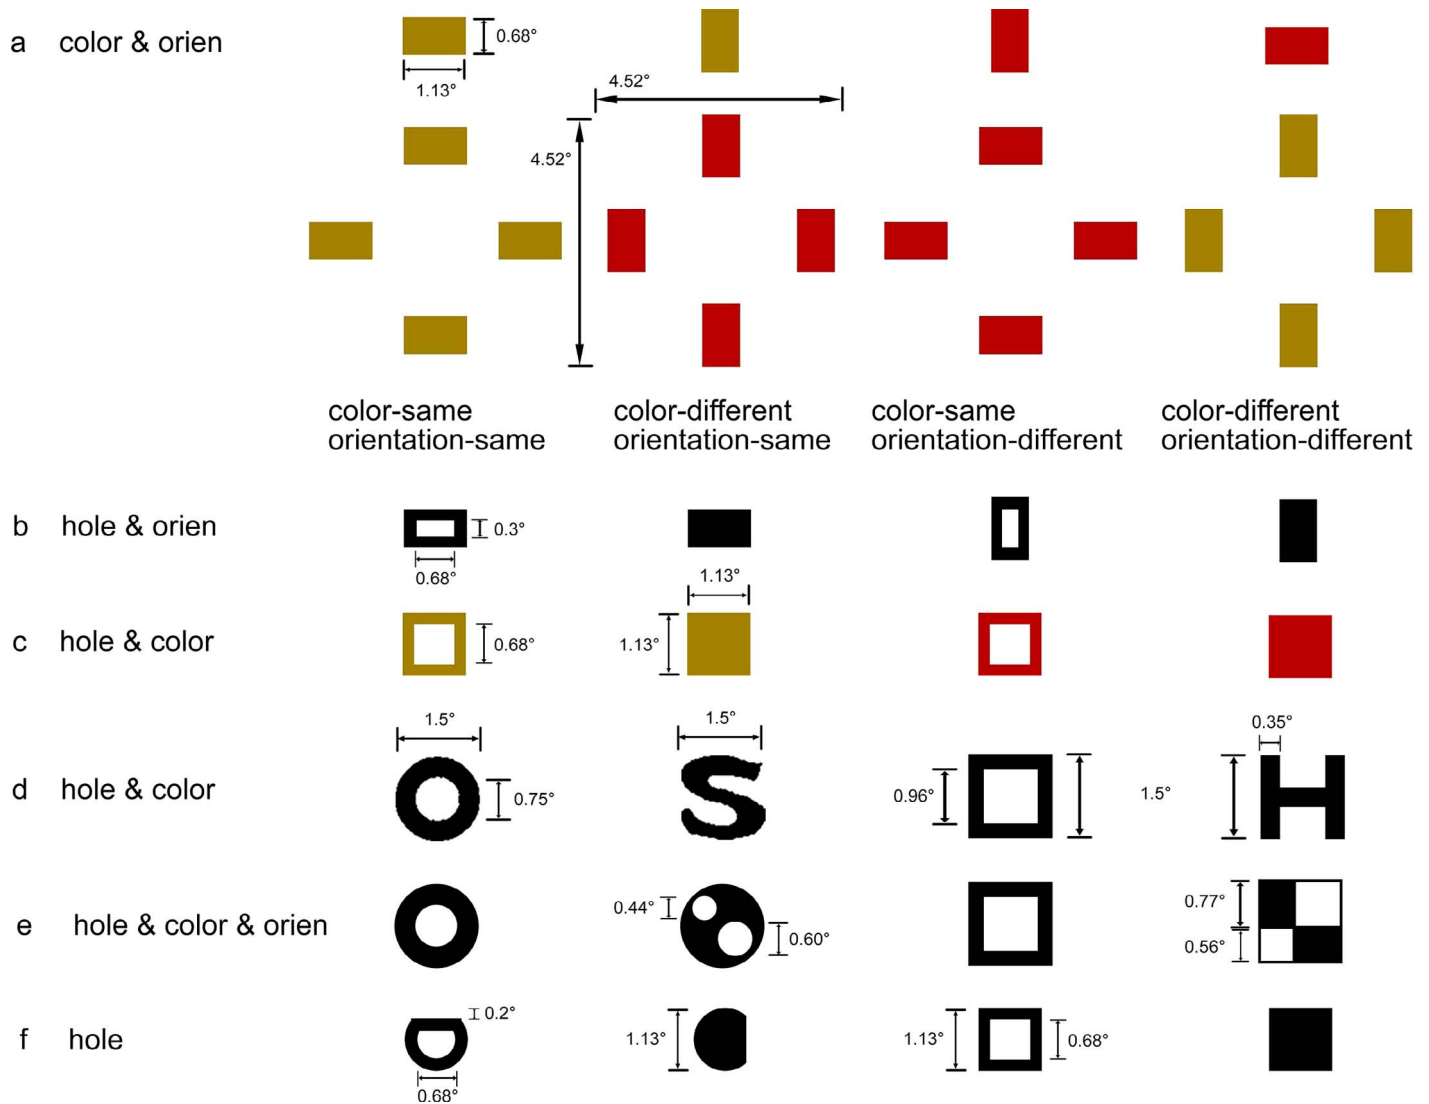 a color & orien
0.68°
1.13°
4.52°
4.52°
color-same
orientation-same
color-different
orientation-same
color-same
orientation-different
color-different
orientation-different
b hole & orien
0.3°
0.68°
1.13°
c hole & color
0.68°
1.13°
1.5°
1.5°
0.35°
d hole & color
0.75°
0.96°
1.5°
e hole & color & orien
0.44°
0.60°
0.77°
0.56°
f hole
0.2°
0.68°
1.13°
1.13°
0.68°